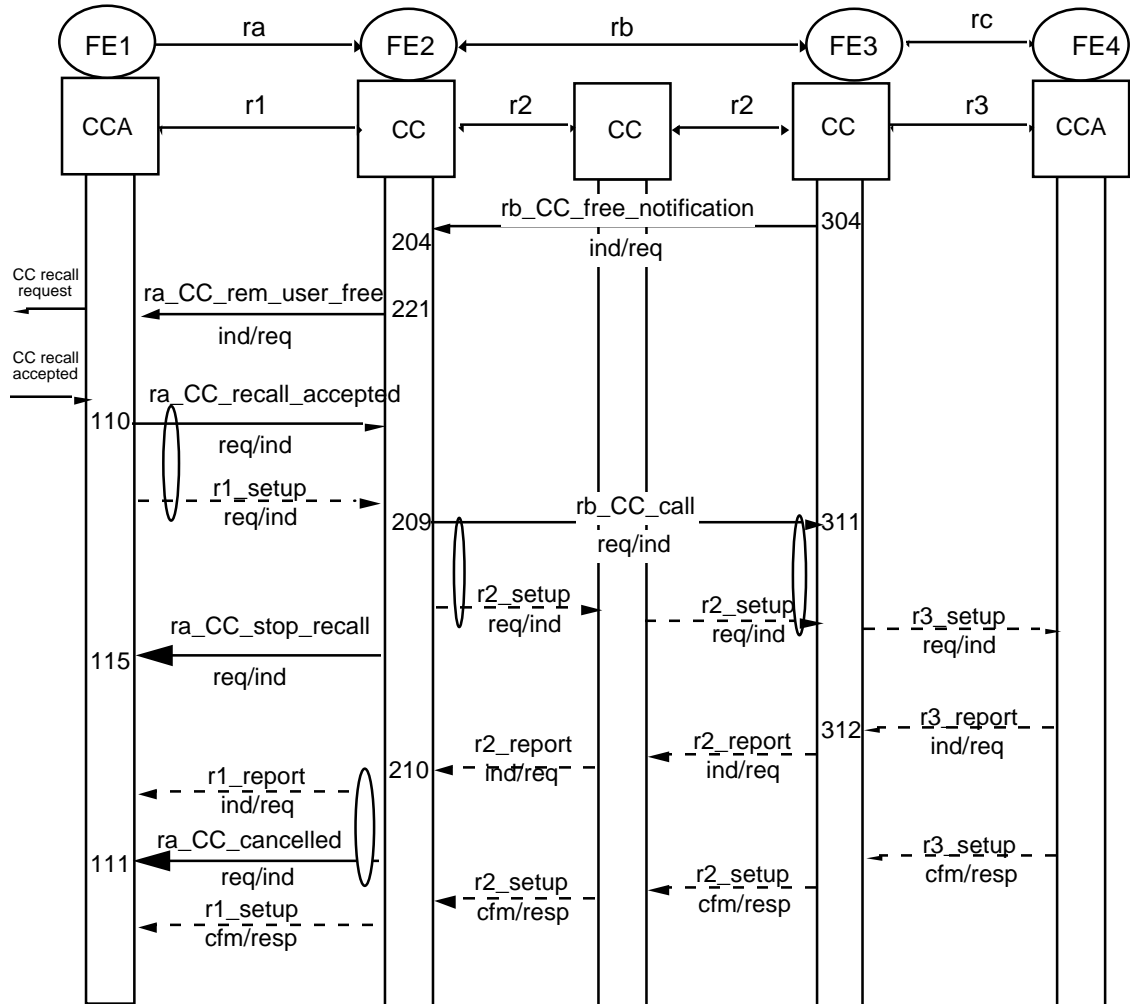 FE1 ra FE2 rb FE3 rc FE4
CCA r1 CC r2 CC r2 CC r3 CCA
rb_CC_free_notification
304
204
ind/req
CC recall
request
ra_CC_rem_user_free
221
ind/req
CC recall
accepted
ra_CC_recall_accepted
110
req/ind
r1_setup
req/ind
rb_CC_call
209
311
req/ind
r2_setup
req/ind
r2_setup
req/ind
r3_setup
req/ind
ra_CC_stop_recall
115
req/ind
r3_report
312
ind/req
r2_report
ind/req
r2_report
ind/req
210
r1_report
ind/req
ra_CC_cancelled
111
req/ind
r3_setup
cfm/resp
r2_setup
cfm/resp
r2_setup
cfm/resp
r1_setup
cfm/resp